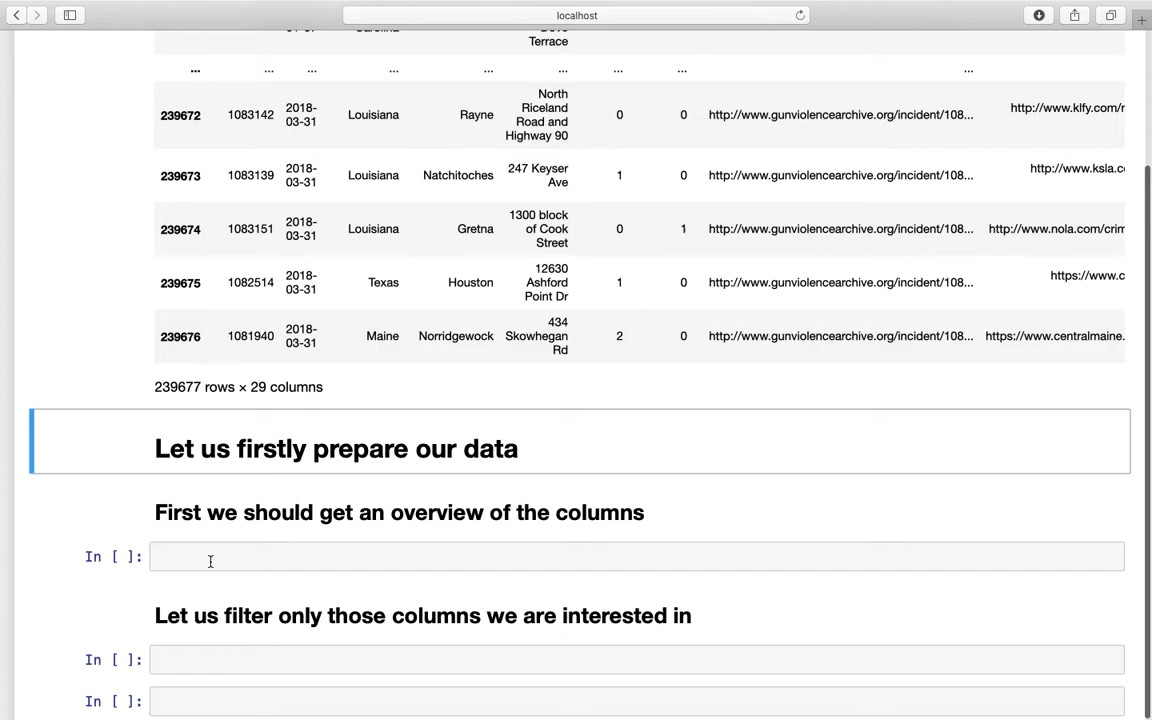 localhost
Terrace
... ... ... ... ... ... ... ... ...
239672 1083142 2018-03-31 Louisiana Rayne North Riceland Road and Highway 90 0 0 http://www.gunviolencearchive.org/incident/108... http://www.klfy.com/r
239673 1083139 2018-03-31 Louisiana Natchitoches 247 Keyser Ave 1 0 http://www.gunviolencearchive.org/incident/108... http://www.ksla.c
239674 1083151 2018-03-31 Louisiana Gretna 1300 block of Cook Street 0 1 http://www.gunviolencearchive.org/incident/108... http://www.nola.com/crim
239675 1082514 2018-03-31 Texas Houston 12630 Ashford Point Dr 1 0 http://www.gunviolencearchive.org/incident/108... https://www.c
239676 1081940 2018-03-31 Maine Norridgewock 434 Skowhegan Rd 2 0 http://www.gunviolencearchive.org/incident/108... https://www.centralmaine.
239677 rows × 29 columns
Let us firstly prepare our data
First we should get an overview of the columns
In [ ]:
Let us filter only those columns we are interested in
In [ ]:
In [ ]: